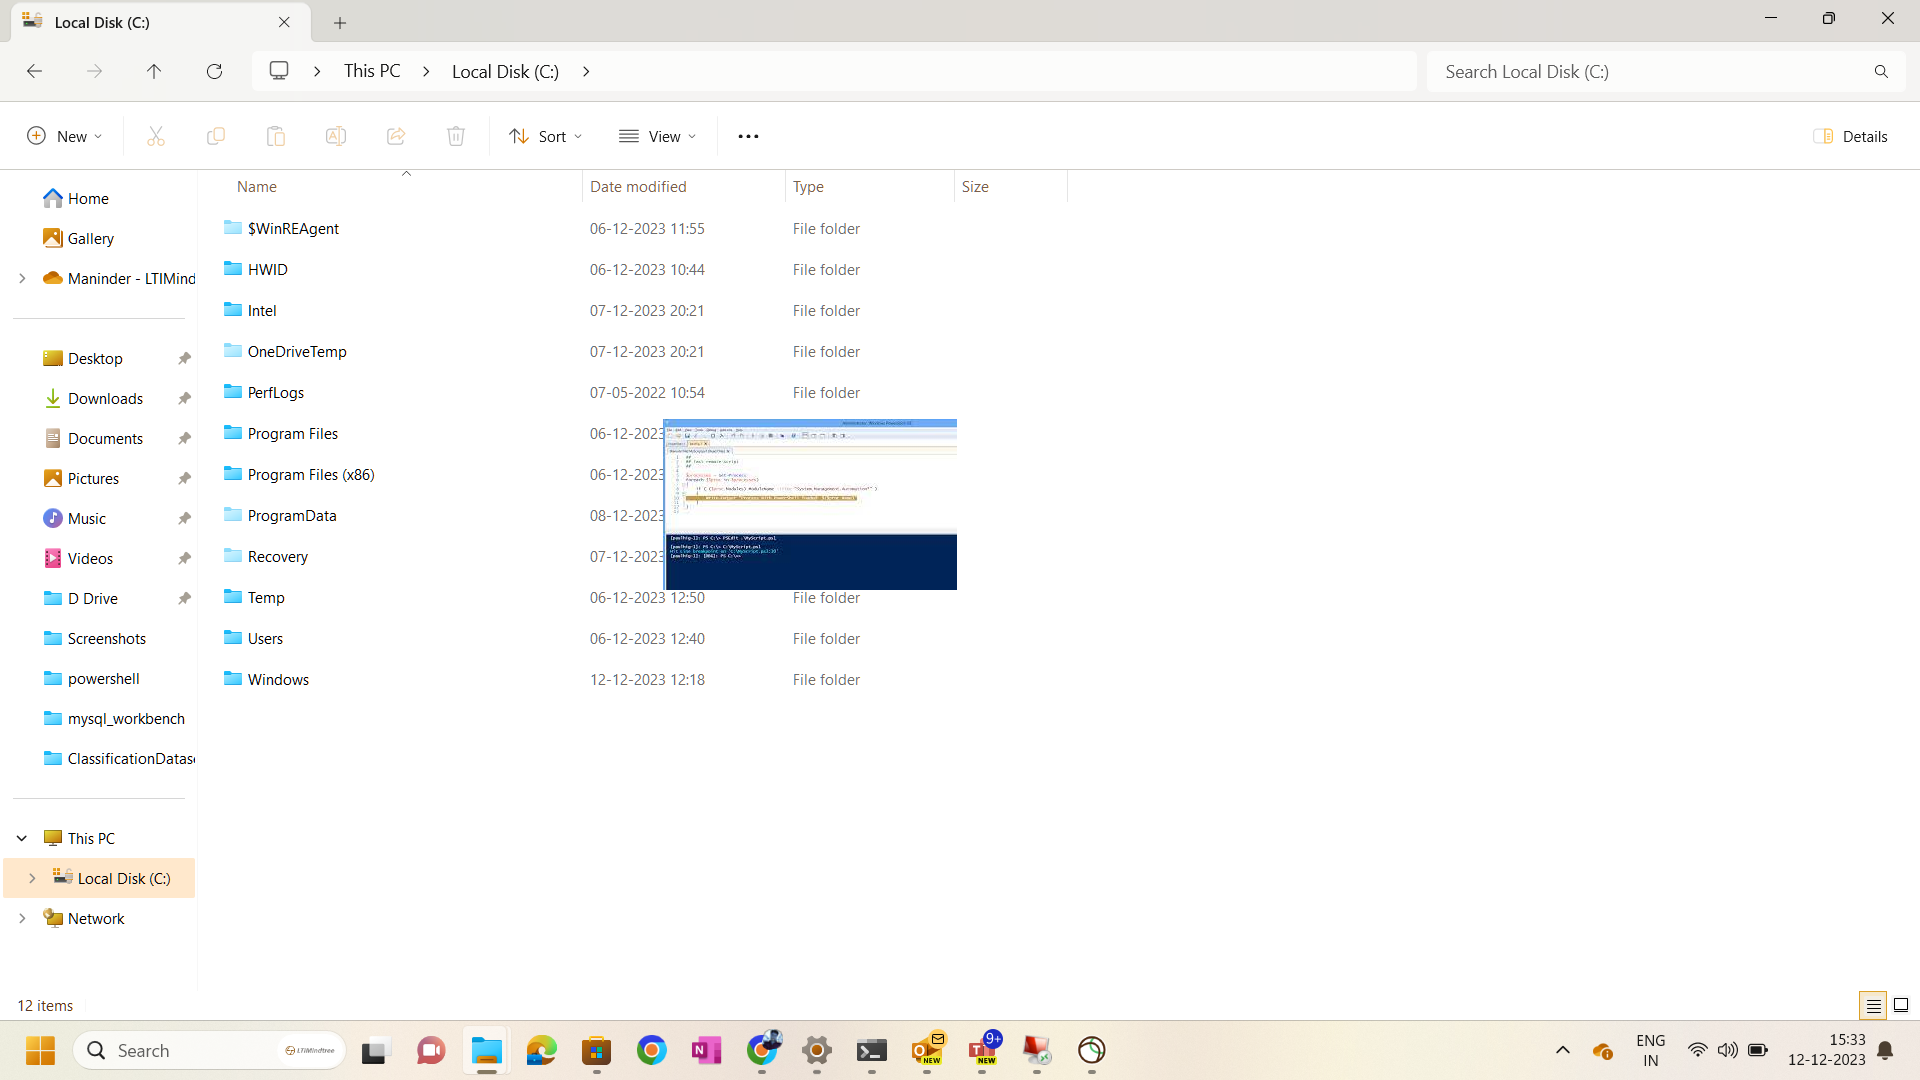 Local Disk (C:)
This PC
Local Disk (C:)
Search Local Disk (C:)
New
Sort
View
Details
Name
Date modified
Type
Size
Home
Gallery
Maninder - LTIMind
Desktop
Downloads
Documents
Pictures
Music
Videos
D Drive
Screenshots
powershell
mysql_workbench
ClassificationDatas
This PC
Local Disk (C:)
Network
$WinREAgent 06-12-2023 11:55 File folder
HWID 06-12-2023 10:44 File folder
Intel 07-12-2023 20:21 File folder
OneDriveTemp 07-12-2023 20:21 File folder
PerfLogs 07-05-2022 10:54 File folder
Program Files 06-12-2023
Program Files (x86) 06-12-2023
ProgramData 08-12-2023
Recovery 07-12-2023
Temp 06-12-2023 12:50 File folder
Users 06-12-2023 12:40 File folder
Windows 12-12-2023 12:18 File folder
12 items
Search
LTIMindtree
NEW
9+
NEW
ENG
IN
15:33
12-12-2023